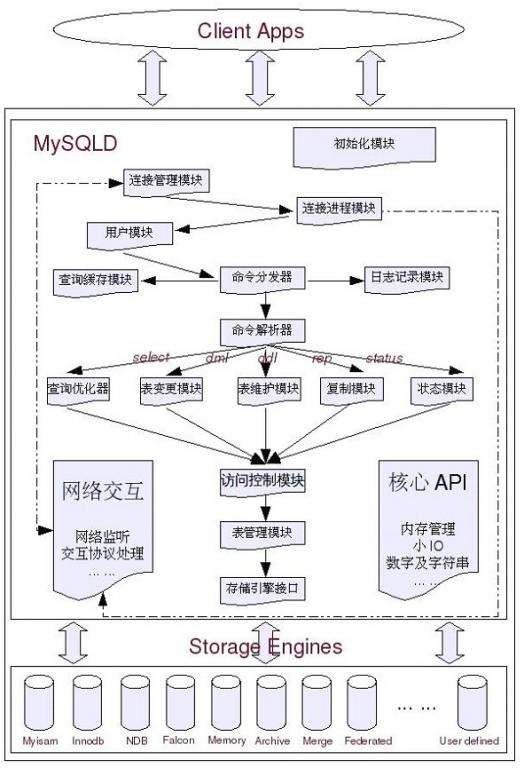 Client Apps
MySQLD
初始化模块
连接管理模块
连接进程模块
用户模块
查询缓存模块
命令分发器
日志记录模块
命令解析器
select
dml
ddl
rep
status
查询优化器
表变更模块
表维护模块
复制模块
状态模块
网络交互
网络监听
交互协议处理
... ...
访问控制模块
表管理模块
存储引擎接口
核心 API
内存管理
小 IO
数字及字符串
... ...
Storage Engines
... ...
Myisam
Innodb
NDB
Falcon
Memory
Archive
Merge
Federated
User defined